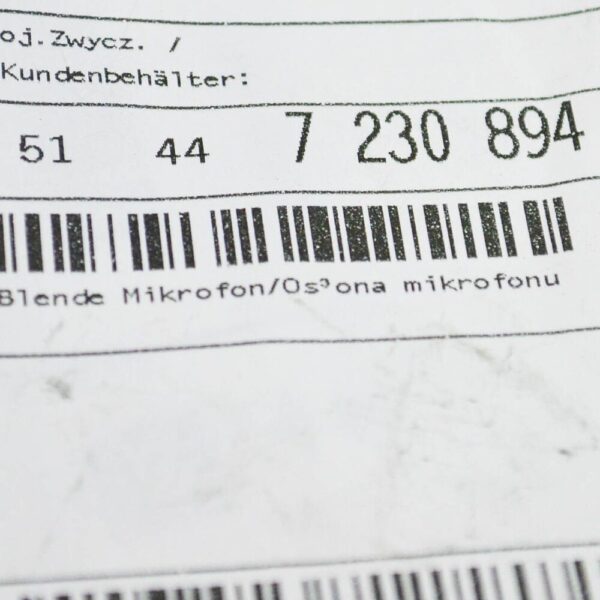 oj.Zwycz. /
Kundenbehälter:
51 44 7 230 894
Blende Mikrofon/Os³ona mikrofonu